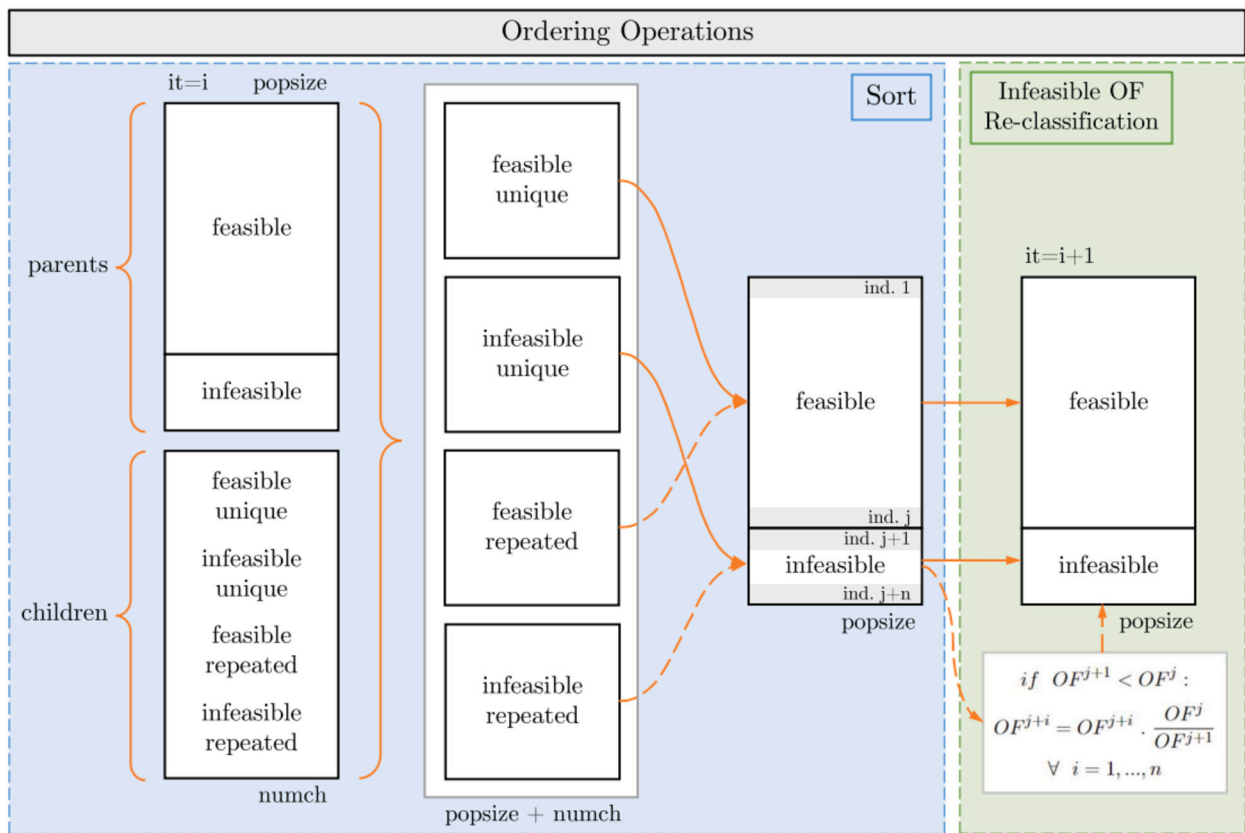 Ordering Operations
it=i popsize
parents
feasible
infeasible
children
feasible
unique
infeasible
unique
feasible
repeated
infeasible
repeated
numch
feasible
unique
infeasible
unique
feasible
repeated
infeasible
repeated
popsize + numch
Sort
ind. 1
feasible
ind. j
ind. j+1
infeasible
ind. j+n
popsize
Infeasible OF
Re-classification
it=i+1
feasible
infeasible
popsize
if OF^{j+1} < OF^{j} :
OF^{j+i} = OF^{j+i} . \frac{OF^{j}}{OF^{j+1}}
∀ i = 1, ..., n